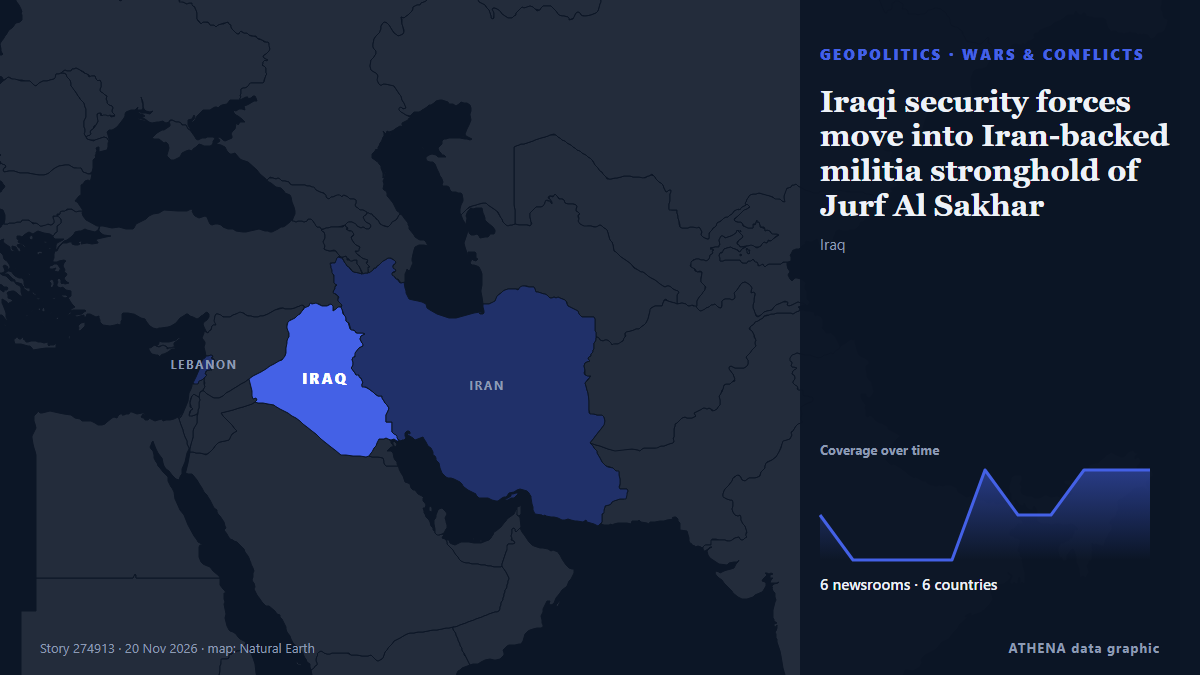 GEOPOLITICS · WARS & CONFLICTS
Iraqi security forces
move into Iran-backed
militia stronghold of
Jurf Al Sakhar
Iraq
LEBANON
IRAQ
IRAN
Coverage over time
6 newsrooms · 6 countries
Story 274913 · 20 Nov 2026 · map: Natural Earth
ATHENA data graphic